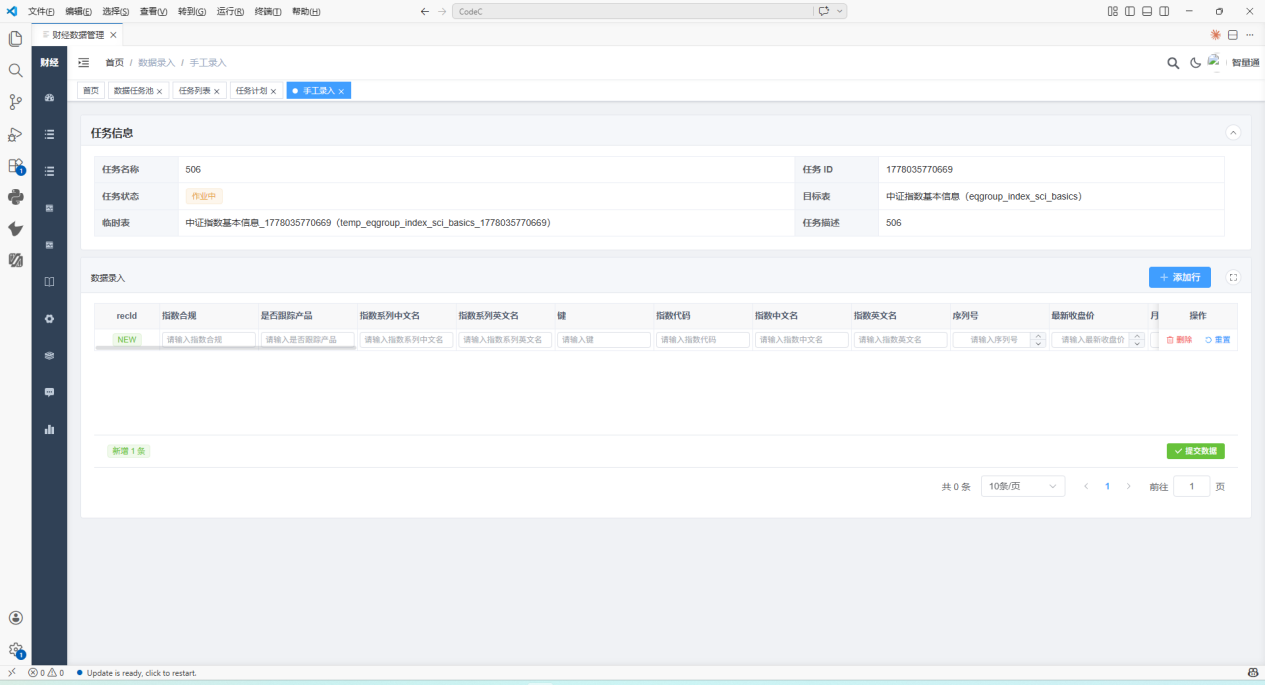 文件(F) 编辑(E) 选择(S) 查看(V) 转到(G) 运行(R) 终端(T) 帮助(H) CodeC
财经数据管理
财经 首页 / 数据录入 / 手工录入 智量通
首页 数据任务池 任务列表 任务计划 手工录入
任务信息
任务名称 506 任务 ID 1778035770669
任务状态 作业中 目标表 中证指数基本信息（eqgroup_index_sci_basics）
临时表 中证指数基本信息_1778035770669（temp_eqgroup_index_sci_basics_1778035770669） 任务描述 506
数据录入 添加行
recId 指数合规 是否跟踪产品 指数系列中文名 指数系列英文名 键 指数代码 指数中文名 指数英文名 序列号 最新收盘价 月 操作
NEW 请输入指数合规 请输入是否跟踪产品 请输入指数系列中文名 请输入指数系列英文名 请输入键 请输入指数代码 请输入指数中文名 请输入指数英文名 请输入序列号 请输入最新收盘价 删除 重置
新增 1 条 提交数据
共 0 条 10条/页 1 前往 1 页
0 0 Update is ready, click to restart.